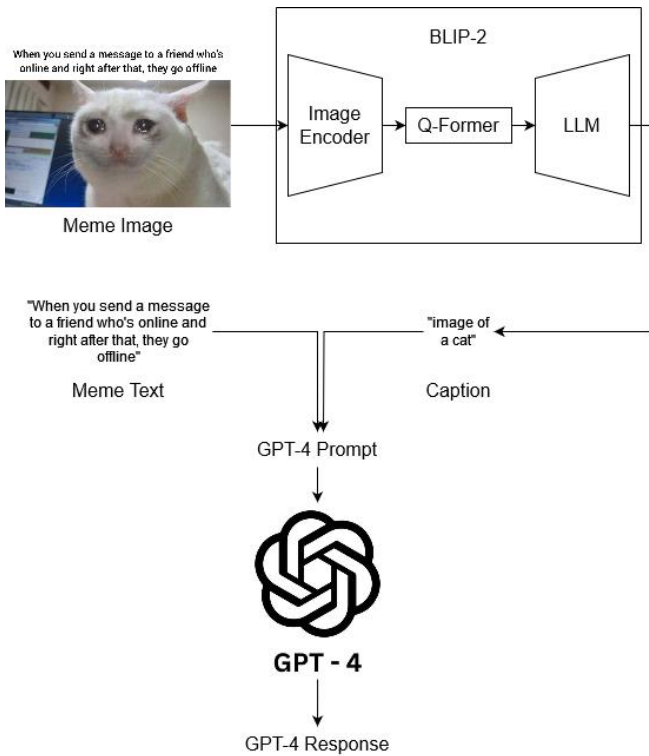 When you send a message to a friend who's
online and right after that, they go offline
Meme Image
BLIP-2
Image
Encoder
Q-Former
LLM
"When you send a message
to a friend who's online and
right after that, they go
offline"
Meme Text
"image of
a cat"
Caption
GPT-4 Prompt
GPT - 4
GPT-4 Response